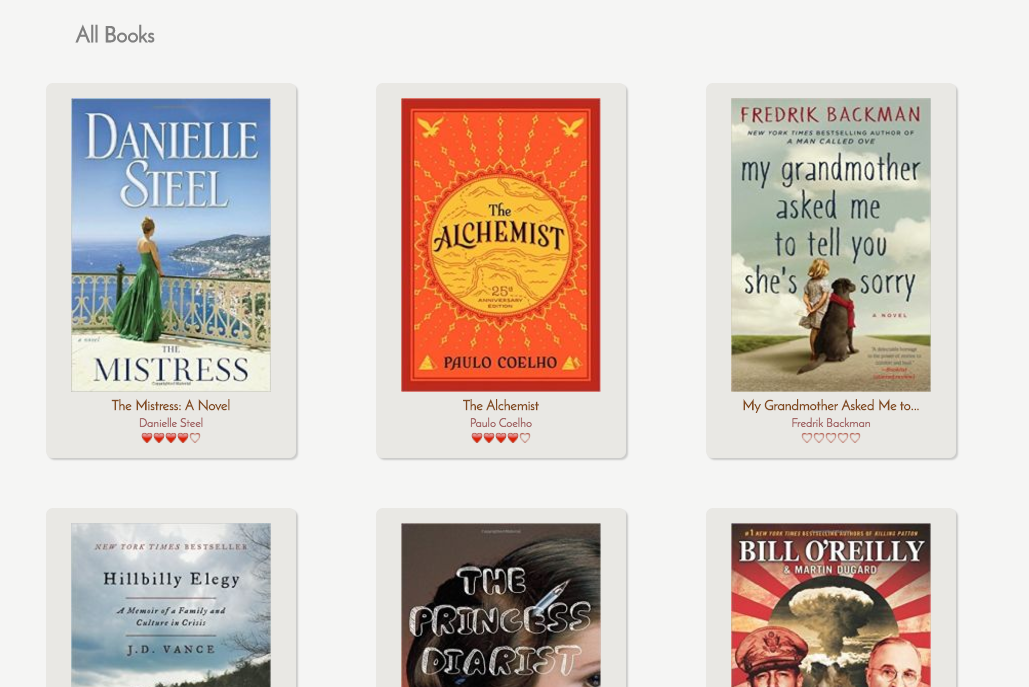 All Books
DANIELLE
STEEL
a novel
THE
MISTRESS
The Mistress: A Novel
Danielle Steel
The
ALCHEMIST
25th
ANNIVERSARY
EDITION
PAULO COELHO
The Alchemist
Paulo Coelho
FREDRIK BACKMAN
NEW YORK TIMES BESTSELLING AUTHOR OF
A MAN CALLED OVE
my grandmother
asked me
to tell you
she's sorry
A NOVEL
My Grandmother Asked Me to...
Fredrik Backman
NEW YORK TIMES BESTSELLER
Hillbilly Elegy
A Memoir of a Family and
Culture in Crisis
J.D. VANCE
THE
PRINCESS
DIARIST
#1 NEW YORK TIMES BESTSELLING AUTHORS OF KILLING PATTON
BILL O'REILLY
& MARTIN DUGARD